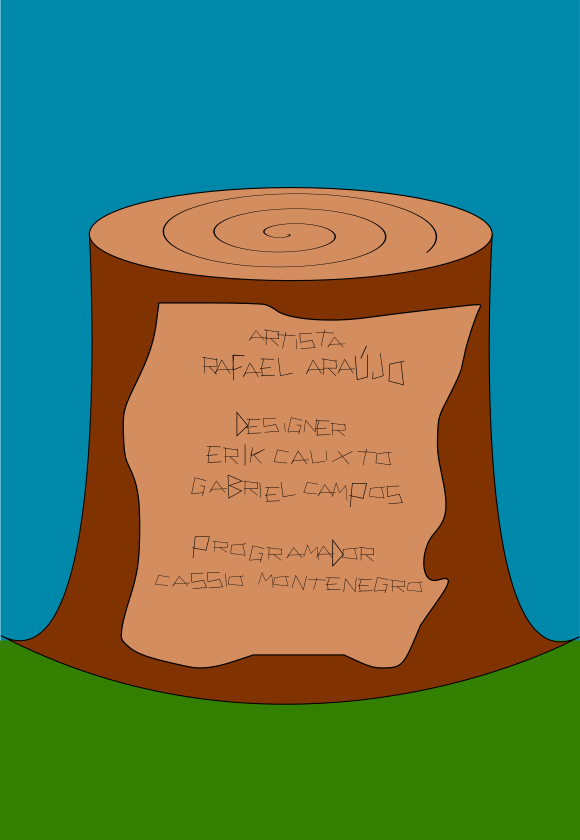 ARTISTA
RAFAEL ARAÚJO
DESIGNER
ERIK CALIXTO
GABRIEL CAMPOS
PROGRAMADOR
CASSIO MONTENEGRO